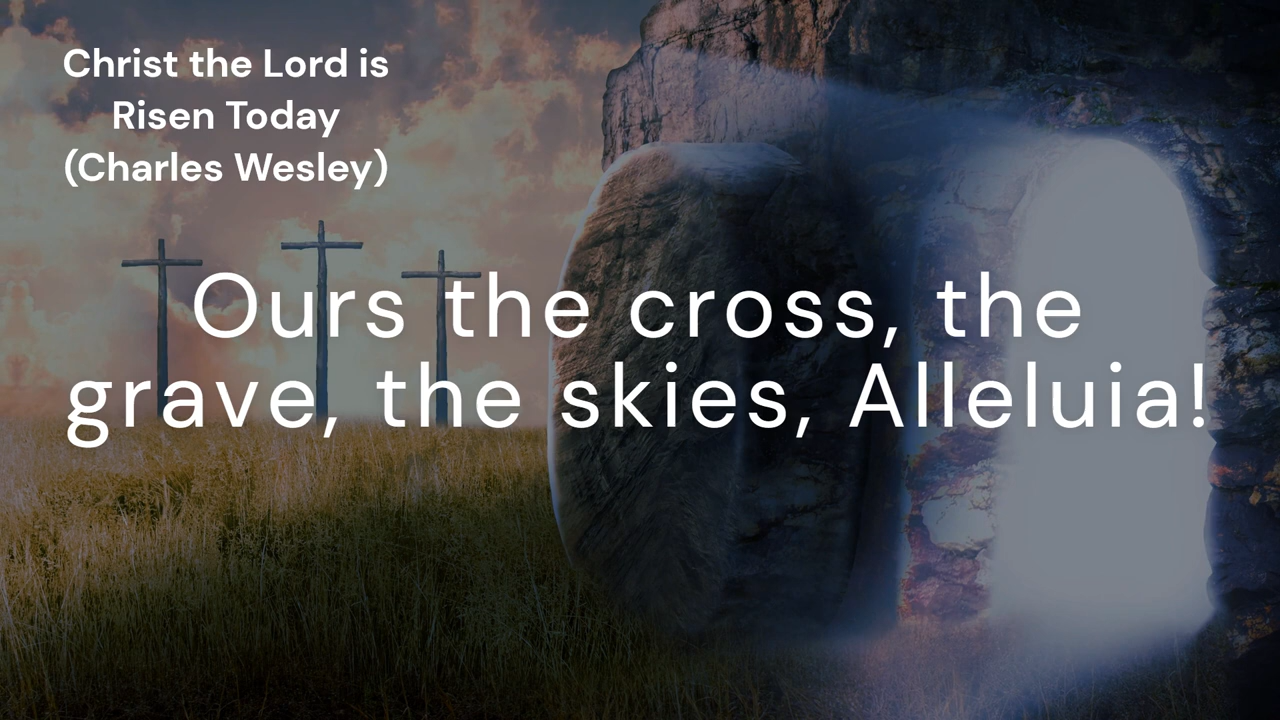 Christ the Lord is
Risen Today
(Charles Wesley)
Ours the cross, the
grave, the skies, Alleluia!